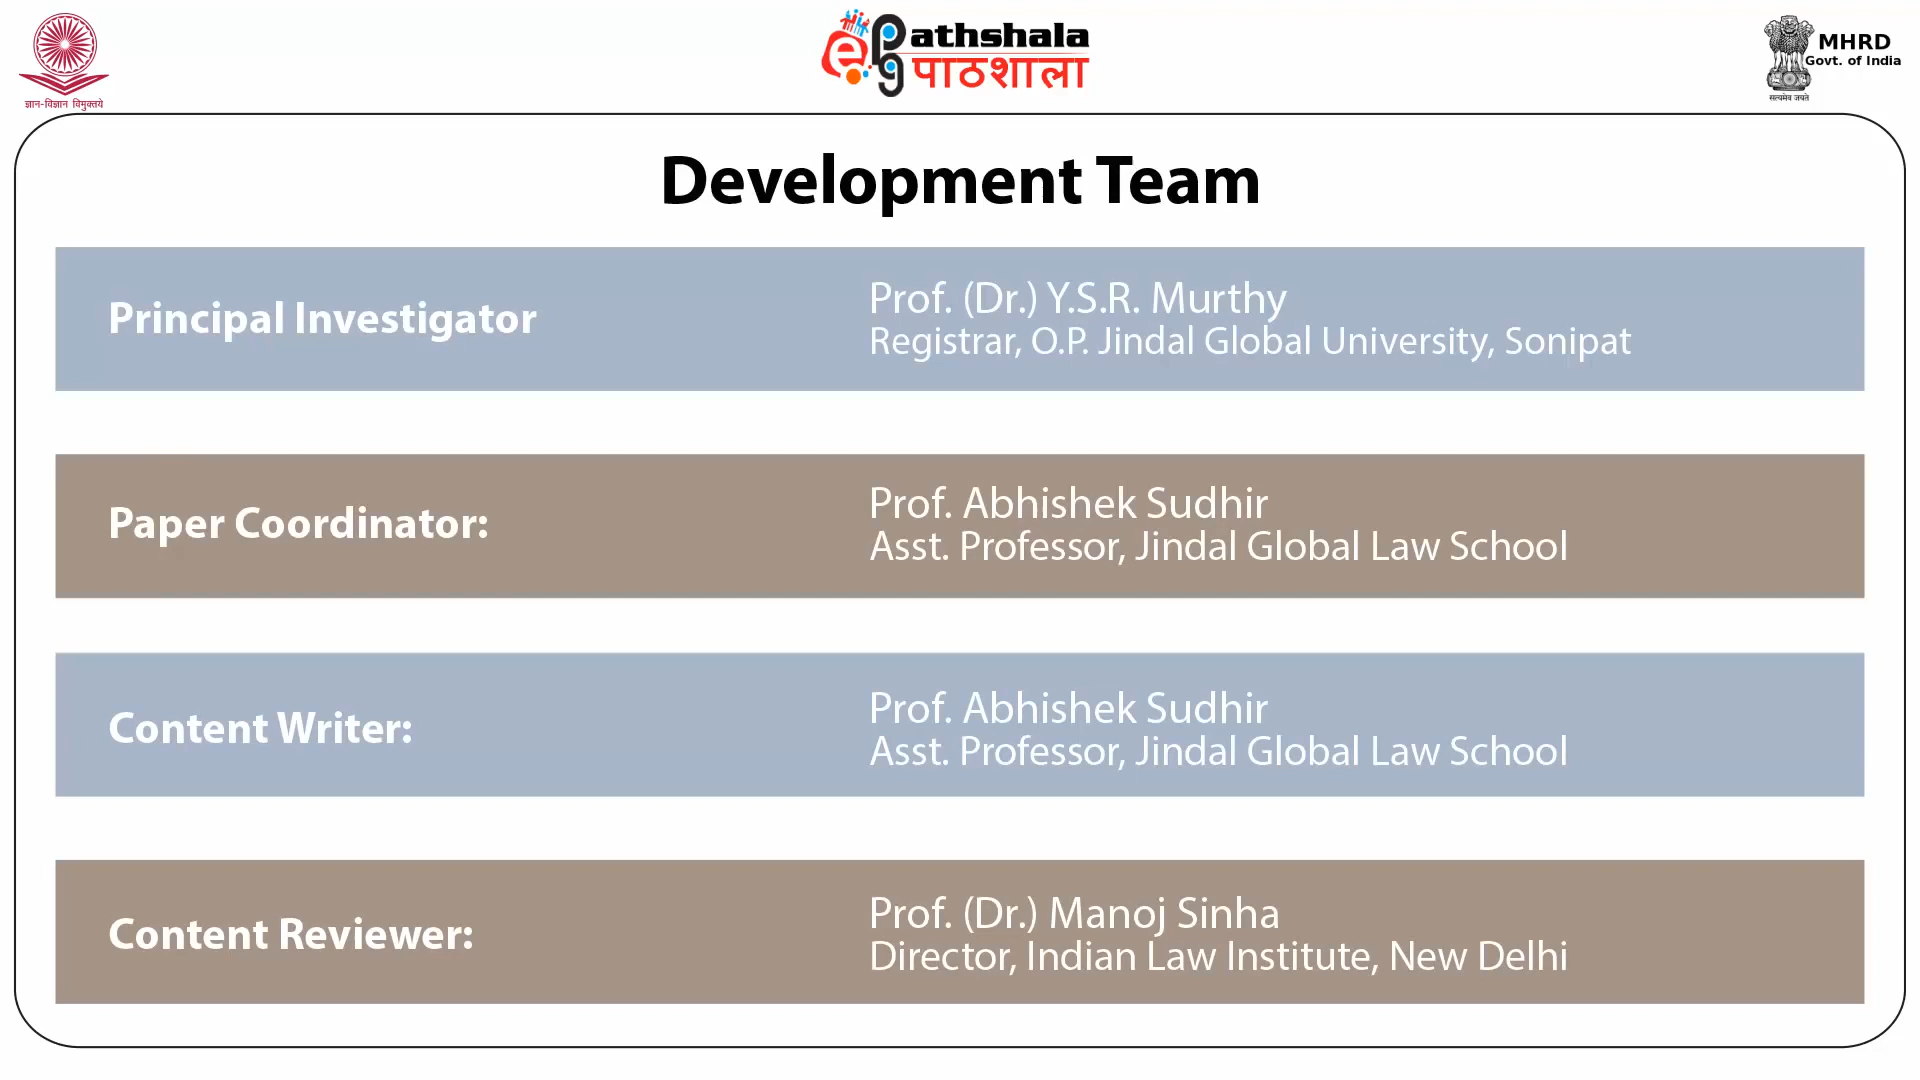 ज्ञान-विज्ञान विमुक्तये
ePGathshala
पाठशाला
MHRD
Govt. of India
सत्यमेव जयते
Development Team
Principal Investigator
Prof. (Dr.) Y.S.R. Murthy
Registrar, O.P. Jindal Global University, Sonipat
Paper Coordinator:
Prof. Abhishek Sudhir
Asst. Professor, Jindal Global Law School
Content Writer:
Prof. Abhishek Sudhir
Asst. Professor, Jindal Global Law School
Content Reviewer:
Prof. (Dr.) Manoj Sinha
Director, Indian Law Institute, New Delhi